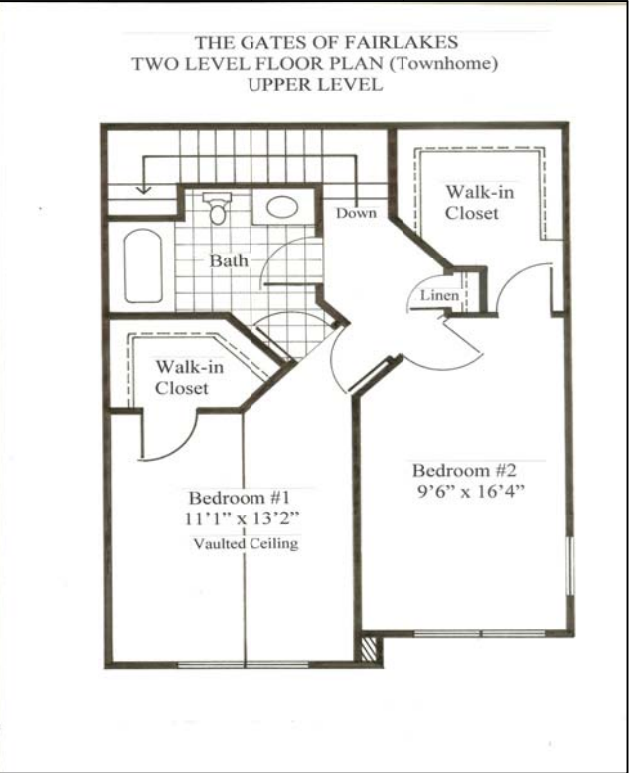 THE GATES OF FAIRLAKES
TWO LEVEL FLOOR PLAN (Townhome)
UPPER LEVEL
Walk-in
Closet
Down
Bath
Linen
Walk-in
Closet
Bedroom #2
9’6” x 16’4”
Bedroom #1
11’1” x 13’2”
Vaulted Ceiling